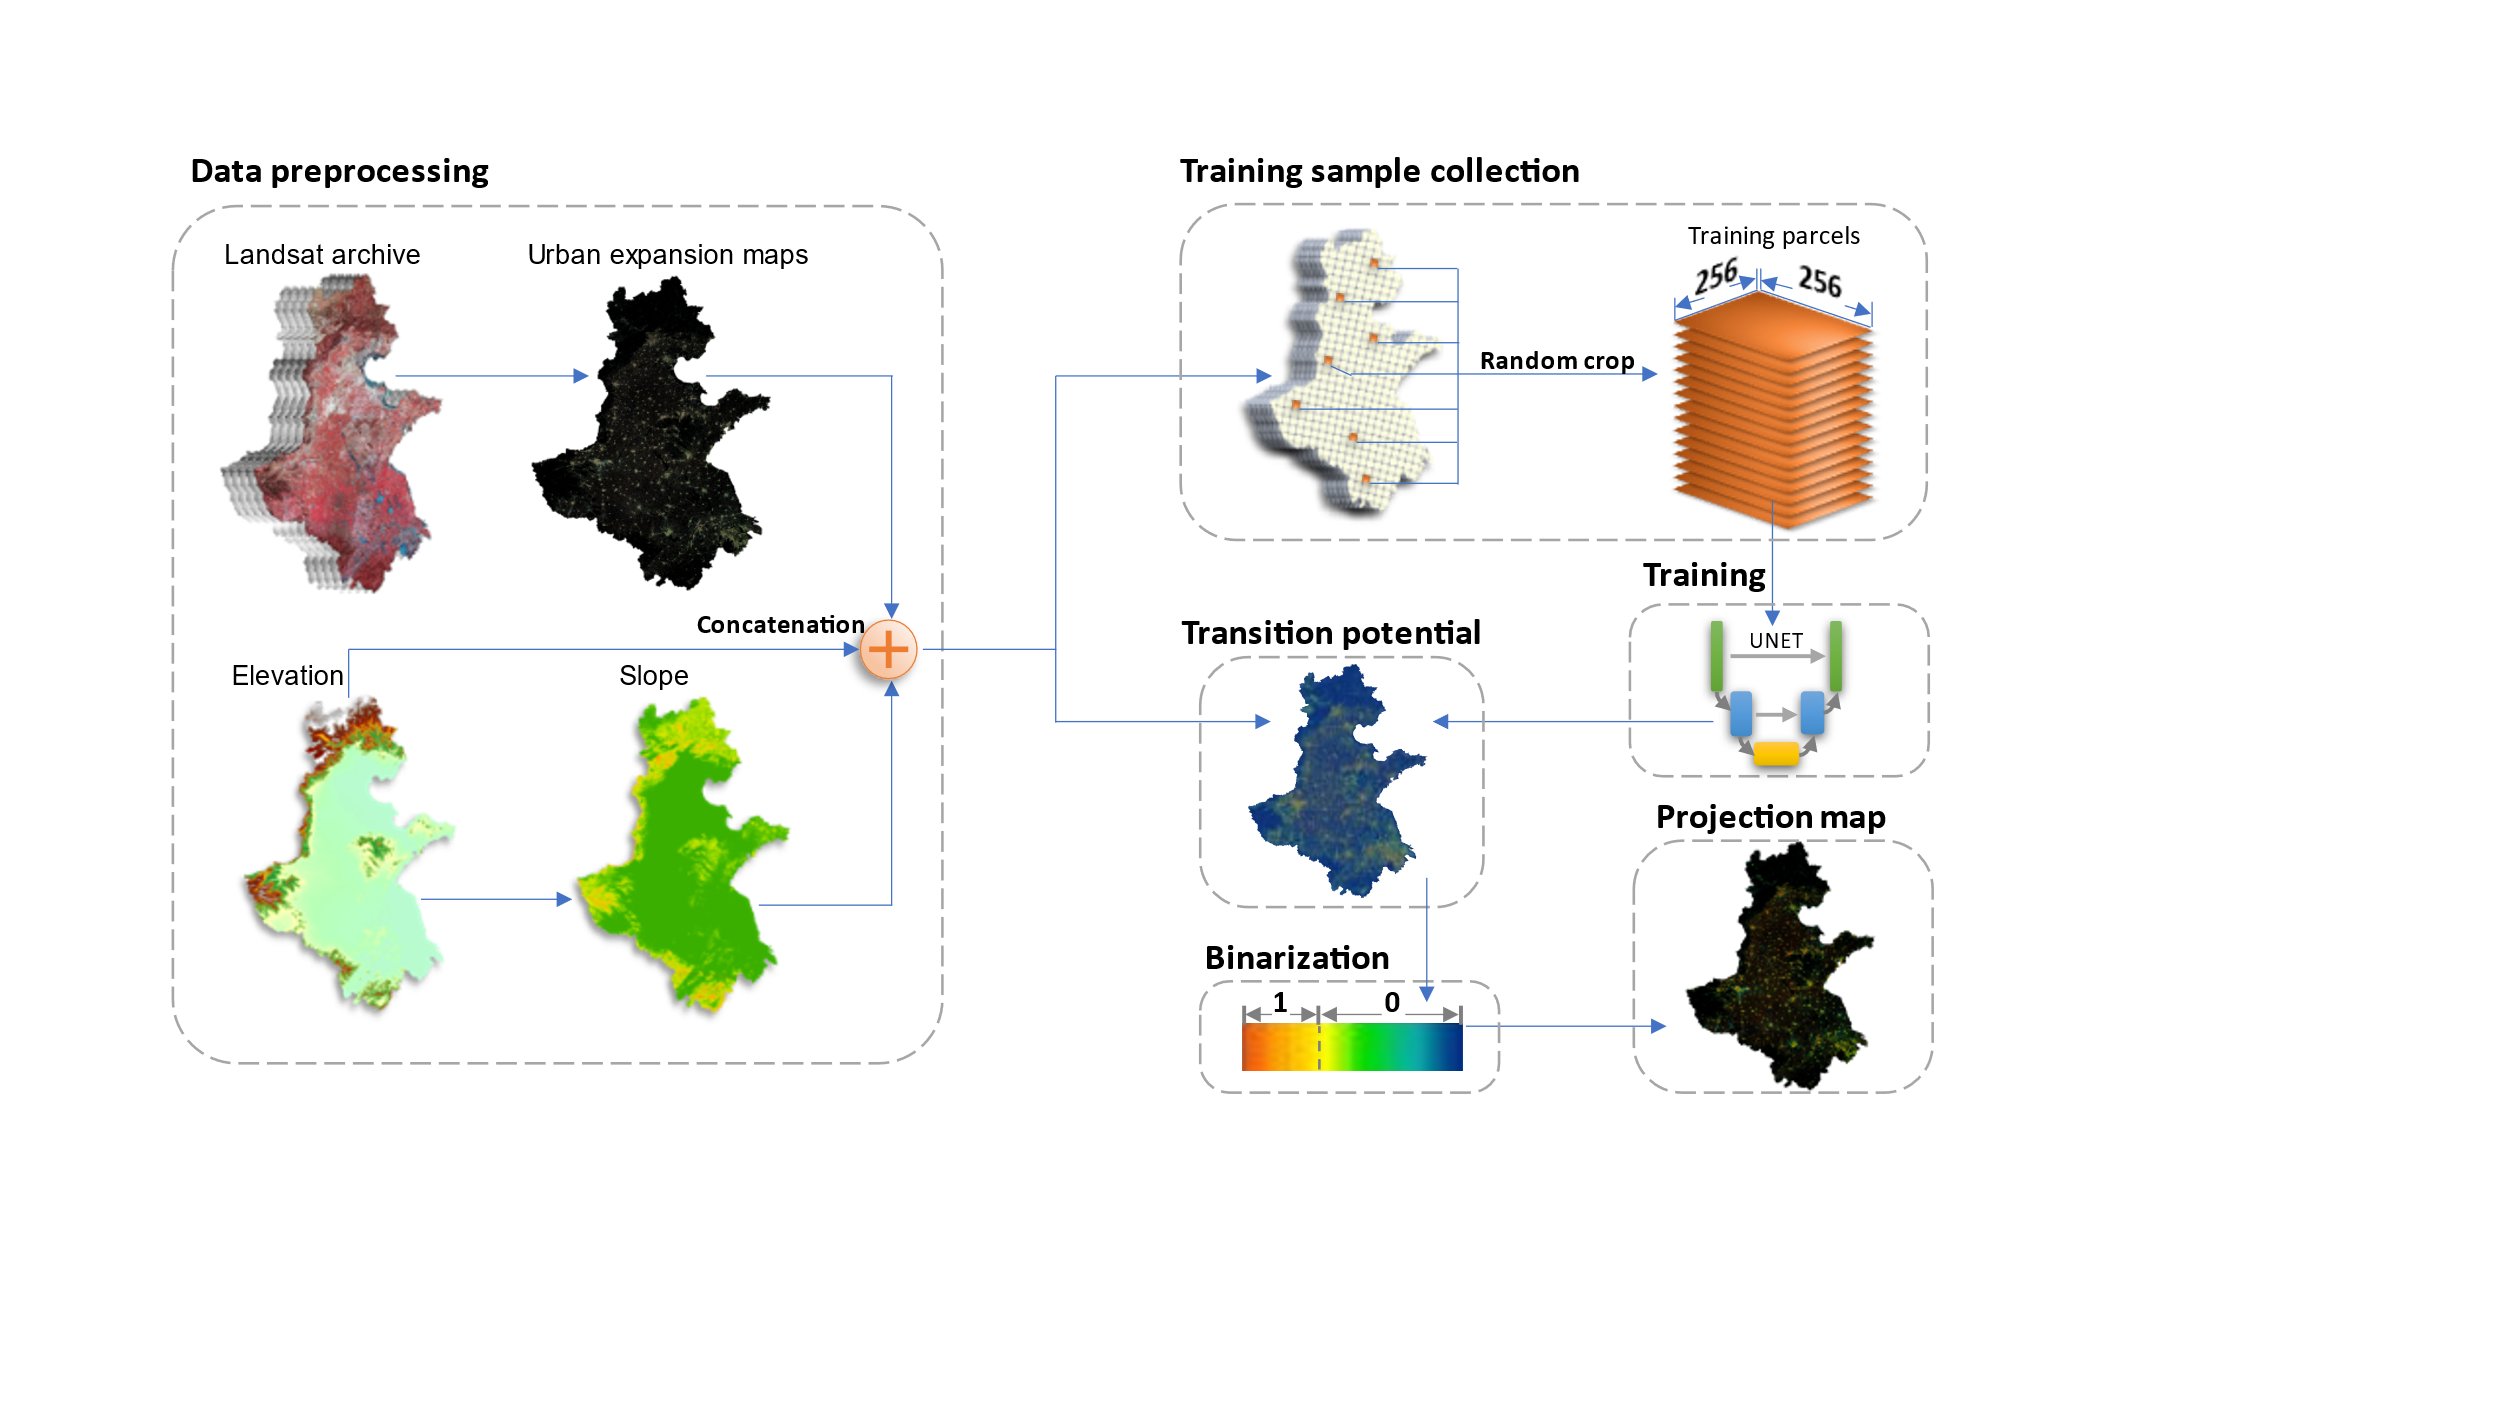 Data preprocessing
Landsat archive
Urban expansion maps
Concatenation
Elevation
Slope
Training sample collection
Training parcels
256
256
Random crop
Training
UNET
Transition potential
Projection map
Binarization
1
0